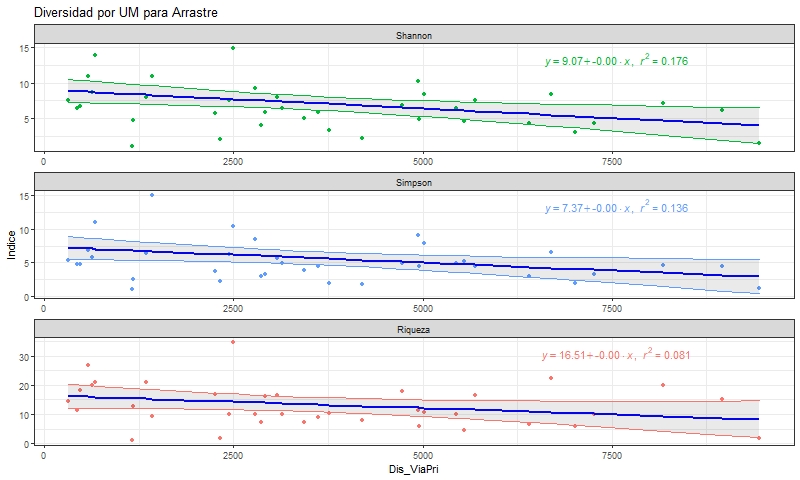 Diversidad por UM para Arrastre
Shannon
15
10
5
y = 9.07+-0.00 · x, r² = 0.176
0 2500 5000 7500
Simpson
15
10
5
0
y = 7.37+-0.00 · x, r² = 0.136
0 2500 5000 7500
Indice
Riqueza
30
20
10
0
y = 16.51+-0.00 · x, r² = 0.081
0 2500 5000 7500
Dis_ViaPri